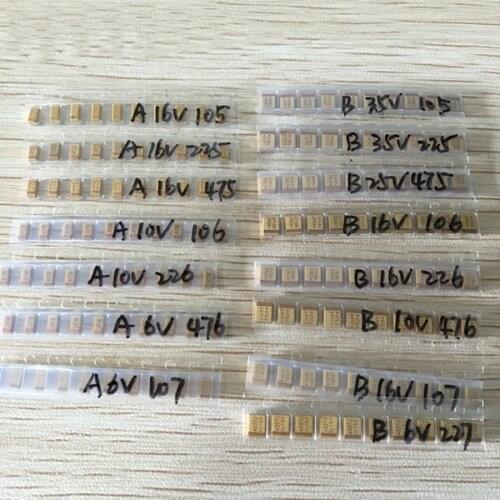 A 16V 105
A 16V 225
A 16V 475
A 10V 106
A 10V 226
A 6V 476
A 6V 107
B 35V 105
B 35V 225
B 25V 475
B 16V 106
B 16V 226
B 10V 476
B 16V 107
B 6V 227